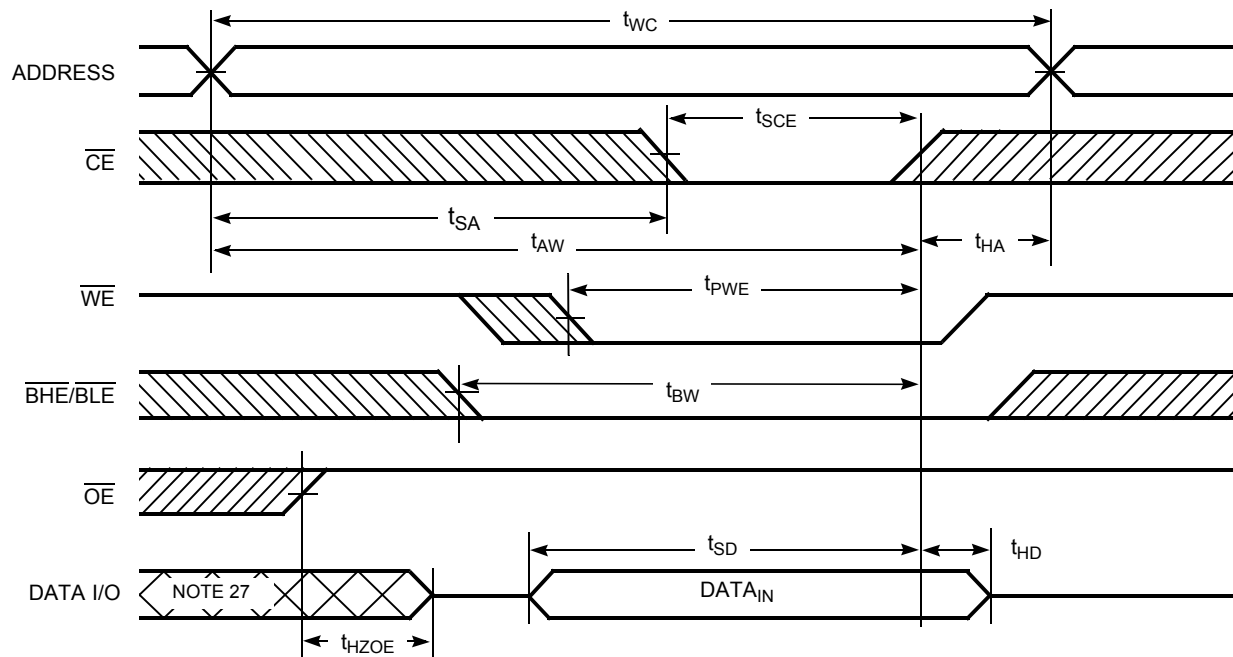 tWC
ADDRESS
tSCE
CE
tSA
tAW
tHA
WE
tPWE
BHE/BLE
tBW
OE
tSD
tHD
DATA I/O
NOTE 27
DATAIN
tHZOE